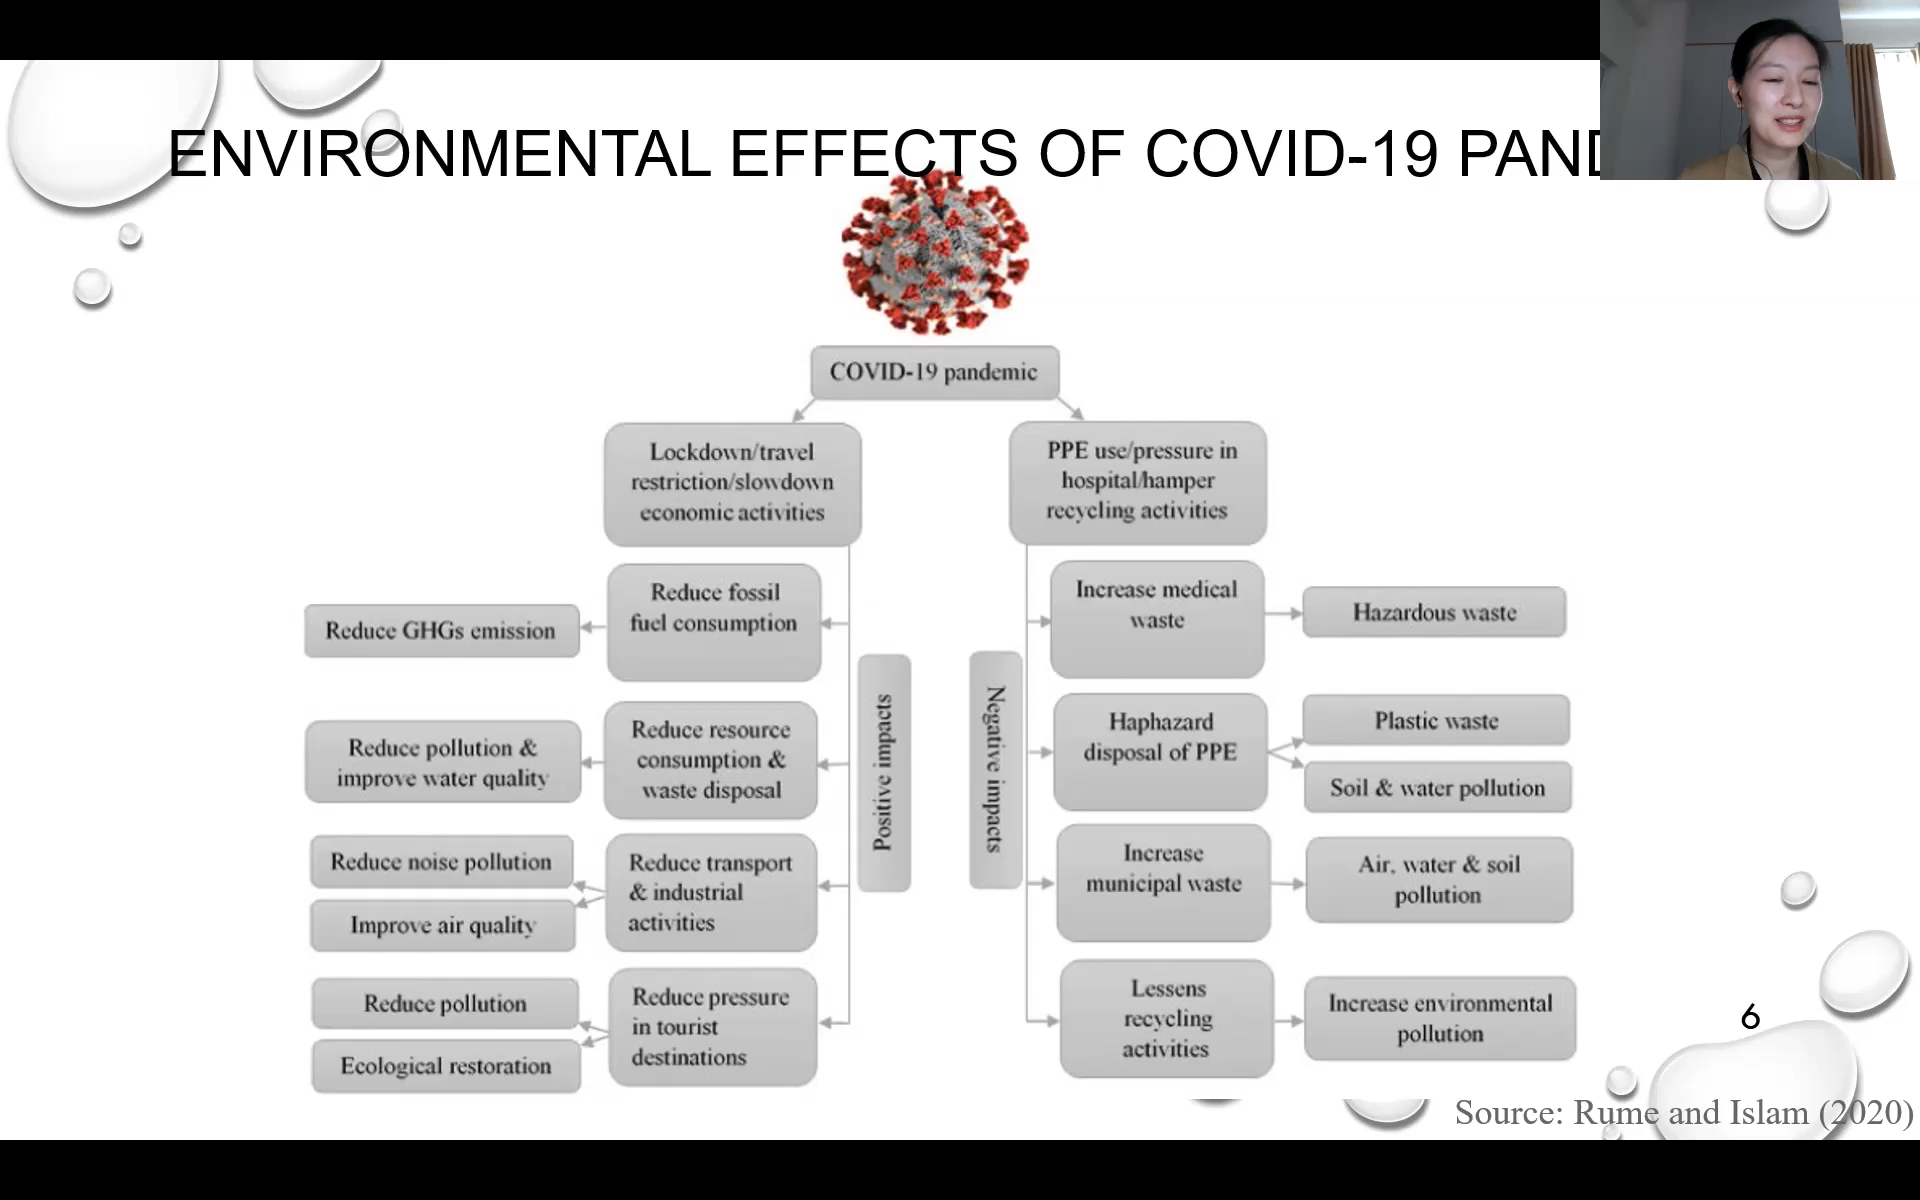 ENVIRONMENTAL EFFECTS OF COVID-19 PAND
COVID-19 pandemic
Lockdown/travel
restriction/slowdown
economic activities
PPE use/pressure in
hospital/hamper
recycling activities
Positive impacts
Negative impacts
Reduce fossil
fuel consumption
Reduce GHGs emission
Reduce resource
consumption &
waste disposal
Reduce pollution &
improve water quality
Reduce transport
& industrial
activities
Reduce noise pollution
Improve air quality
Reduce pressure
in tourist
destinations
Reduce pollution
Ecological restoration
Increase medical
waste
Hazardous waste
Haphazard
disposal of PPE
Plastic waste
Soil & water pollution
Increase
municipal waste
Air, water & soil
pollution
Lessens
recycling
activities
Increase environmental
pollution
6
Source: Rume and Islam (2020)